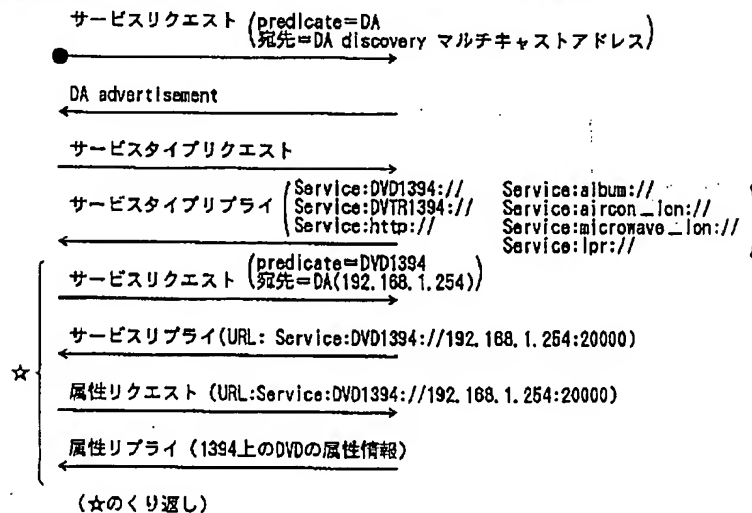 サービスリクエスト (predicate=DA
宛先=DA discovery マルチキャストアドレス)
DA advertisement
サービスタイプリクエスト
サービスタイプリプライ (Service:DVD1394:// Service:album://
Service:DVTR1394:// Service:aircon_lon://
Service:http:// Service:microwave_lon://
Service:lpr://)
サービスリクエスト (predicate=DVD1394
宛先=DA(192.168.1.254))
サービスリプライ(URL: Service:DVD1394://192.168.1.254:20000)
☆
属性リクエスト (URL:Service:DVD1394://192.168.1.254:20000)
属性リプライ (1394上のDVDの属性情報)
(☆のくり返し)